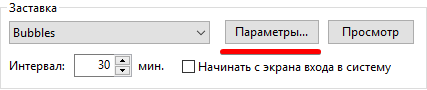 Заставка
Bubbles Параметры... Просмотр
Интервал: 30 мин. Начинать с экрана входа в систему